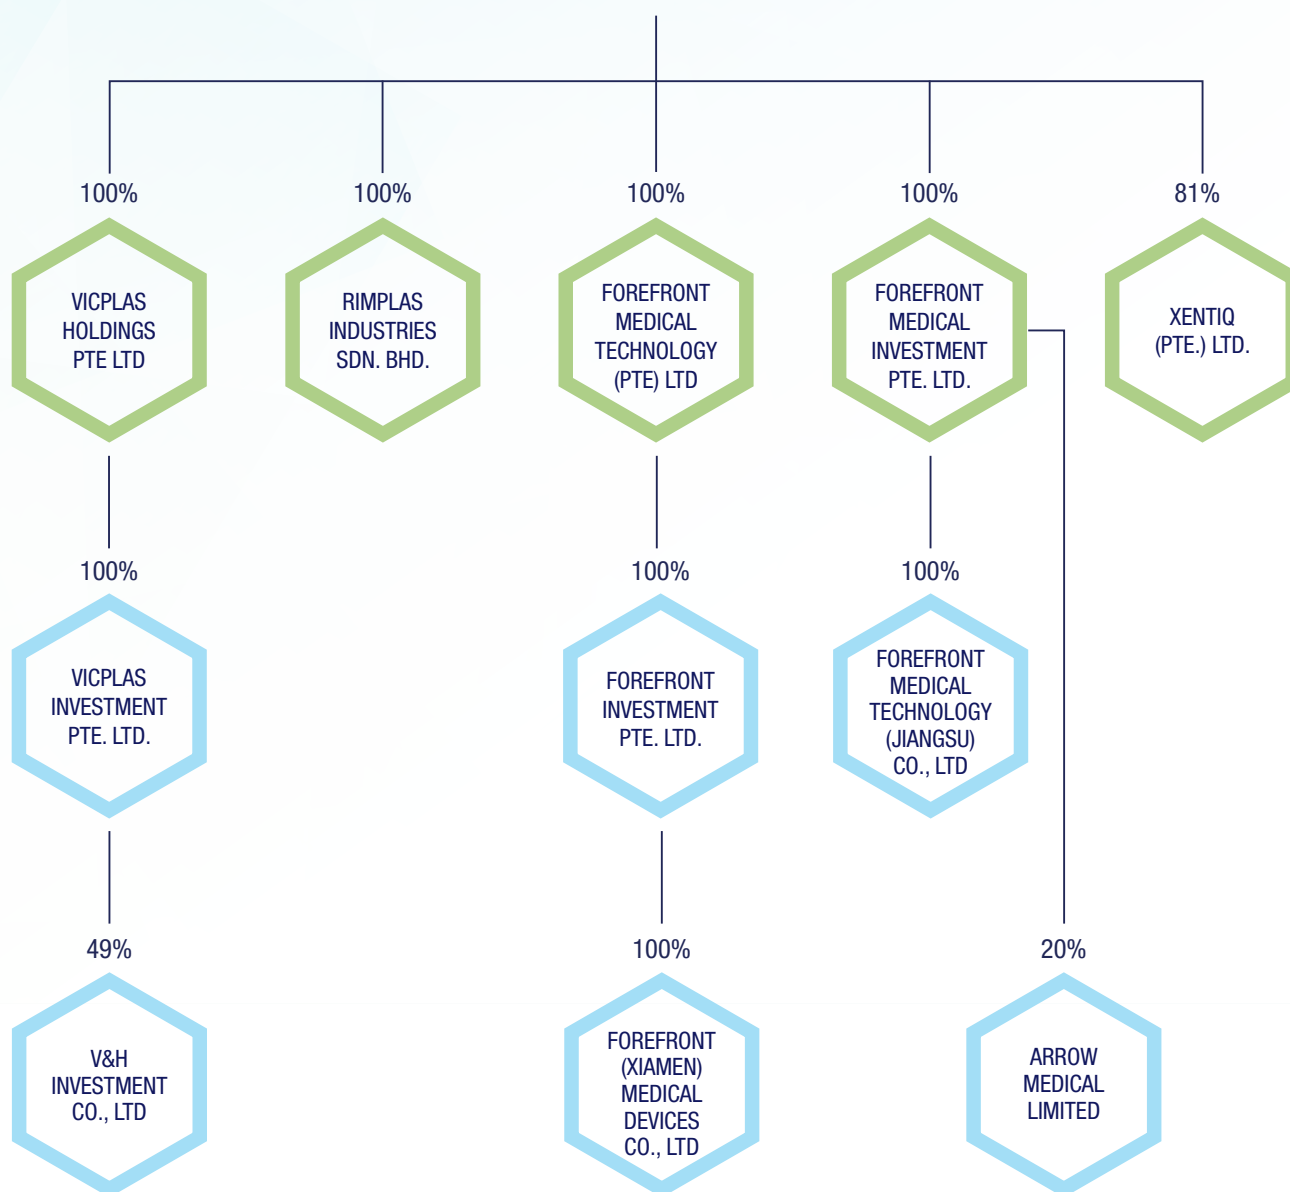 100%
100%
100%
100%
81%
VICPLAS
HOLDINGS
PTE LTD
RIMPLAS
INDUSTRIES
SDN. BHD.
FOREFRONT
MEDICAL
TECHNOLOGY
(PTE) LTD
FOREFRONT
MEDICAL
INVESTMENT
PTE. LTD.
XENTIQ
(PTE.) LTD.
100%
100%
100%
VICPLAS
INVESTMENT
PTE. LTD.
FOREFRONT
INVESTMENT
PTE. LTD.
FOREFRONT
MEDICAL
TECHNOLOGY
(JIANGSU)
CO., LTD
49%
100%
20%
V&H
INVESTMENT
CO., LTD
FOREFRONT
(XIAMEN)
MEDICAL
DEVICES
CO., LTD
ARROW
MEDICAL
LIMITED